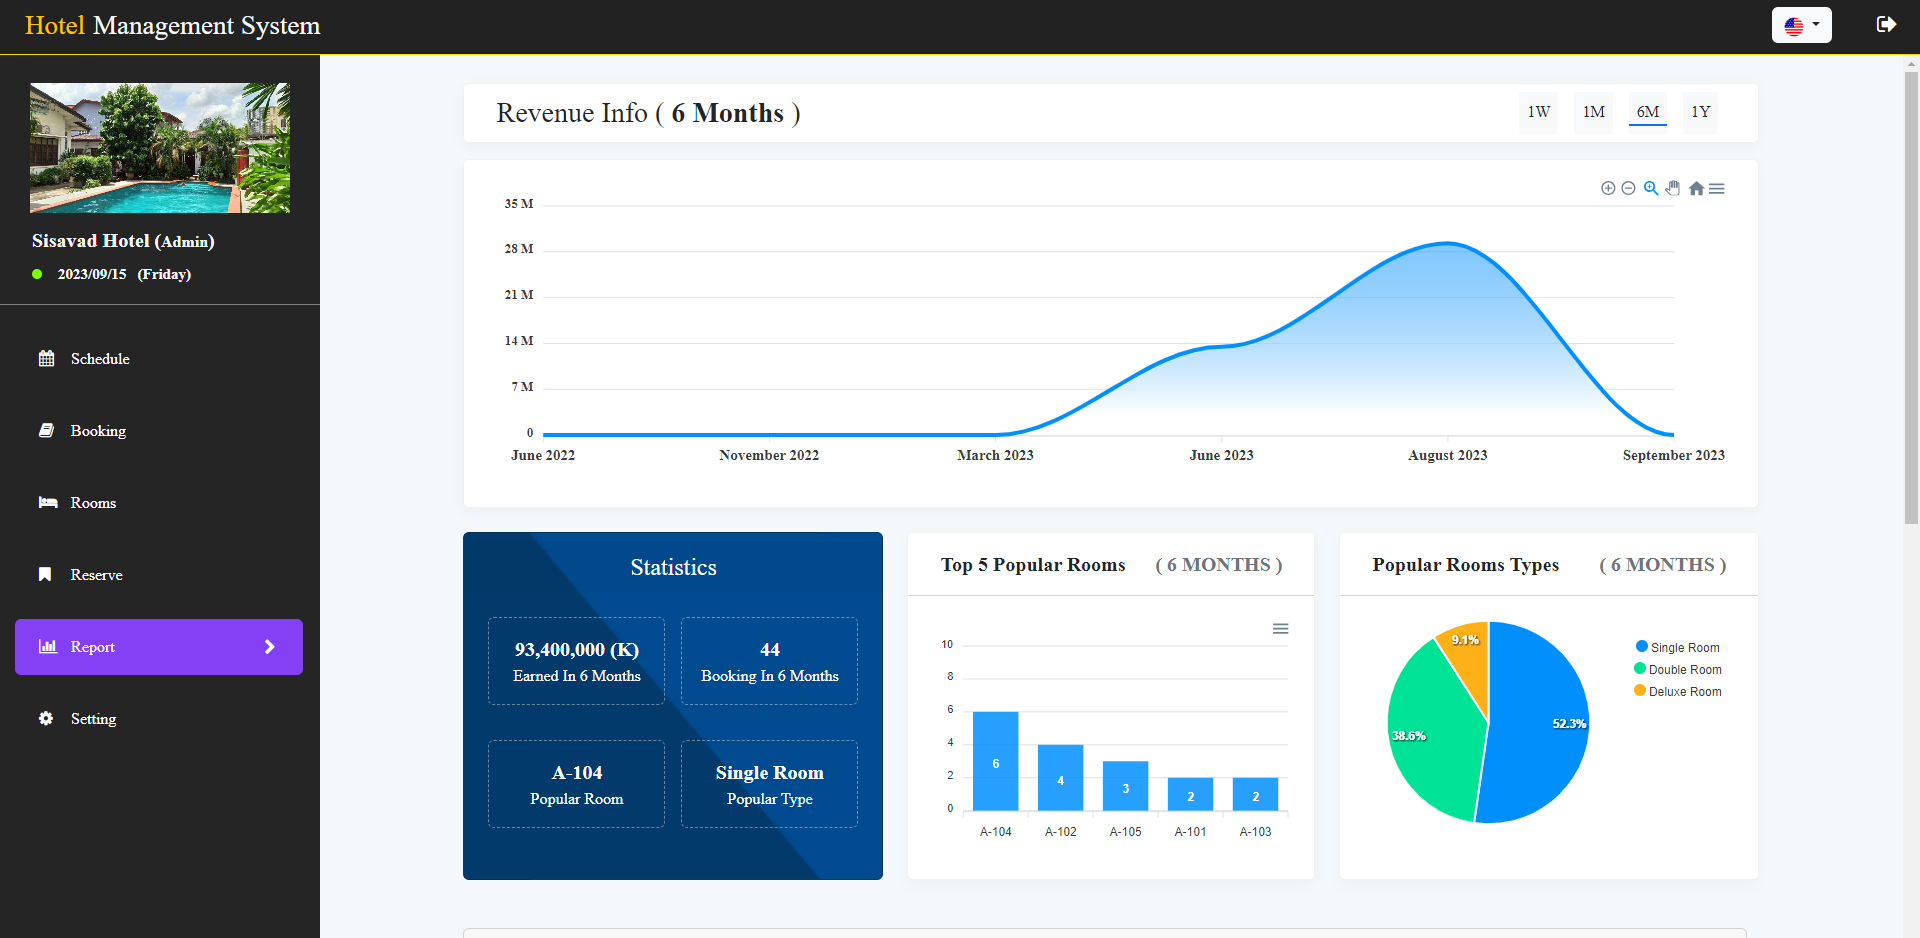 Hotel Management System
Sisavad Hotel (Admin)
2023/09/15 (Friday)
Schedule
Booking
Rooms
Reserve
Report
Setting
Revenue Info ( 6 Months )
1W 1M 6M 1Y
35 M
28 M
21 M
14 M
7 M
0
June 2022 November 2022 March 2023 June 2023 August 2023 September 2023
Statistics
93,400,000 (K)
Earned In 6 Months
44
Booking In 6 Months
A-104
Popular Room
Single Room
Popular Type
Top 5 Popular Rooms ( 6 MONTHS )
10
8
6
4
2
0
6
4
3
2
2
A-104 A-102 A-105 A-101 A-103
Popular Rooms Types ( 6 MONTHS )
9.1%
52.3%
38.6%
Single Room
Double Room
Deluxe Room